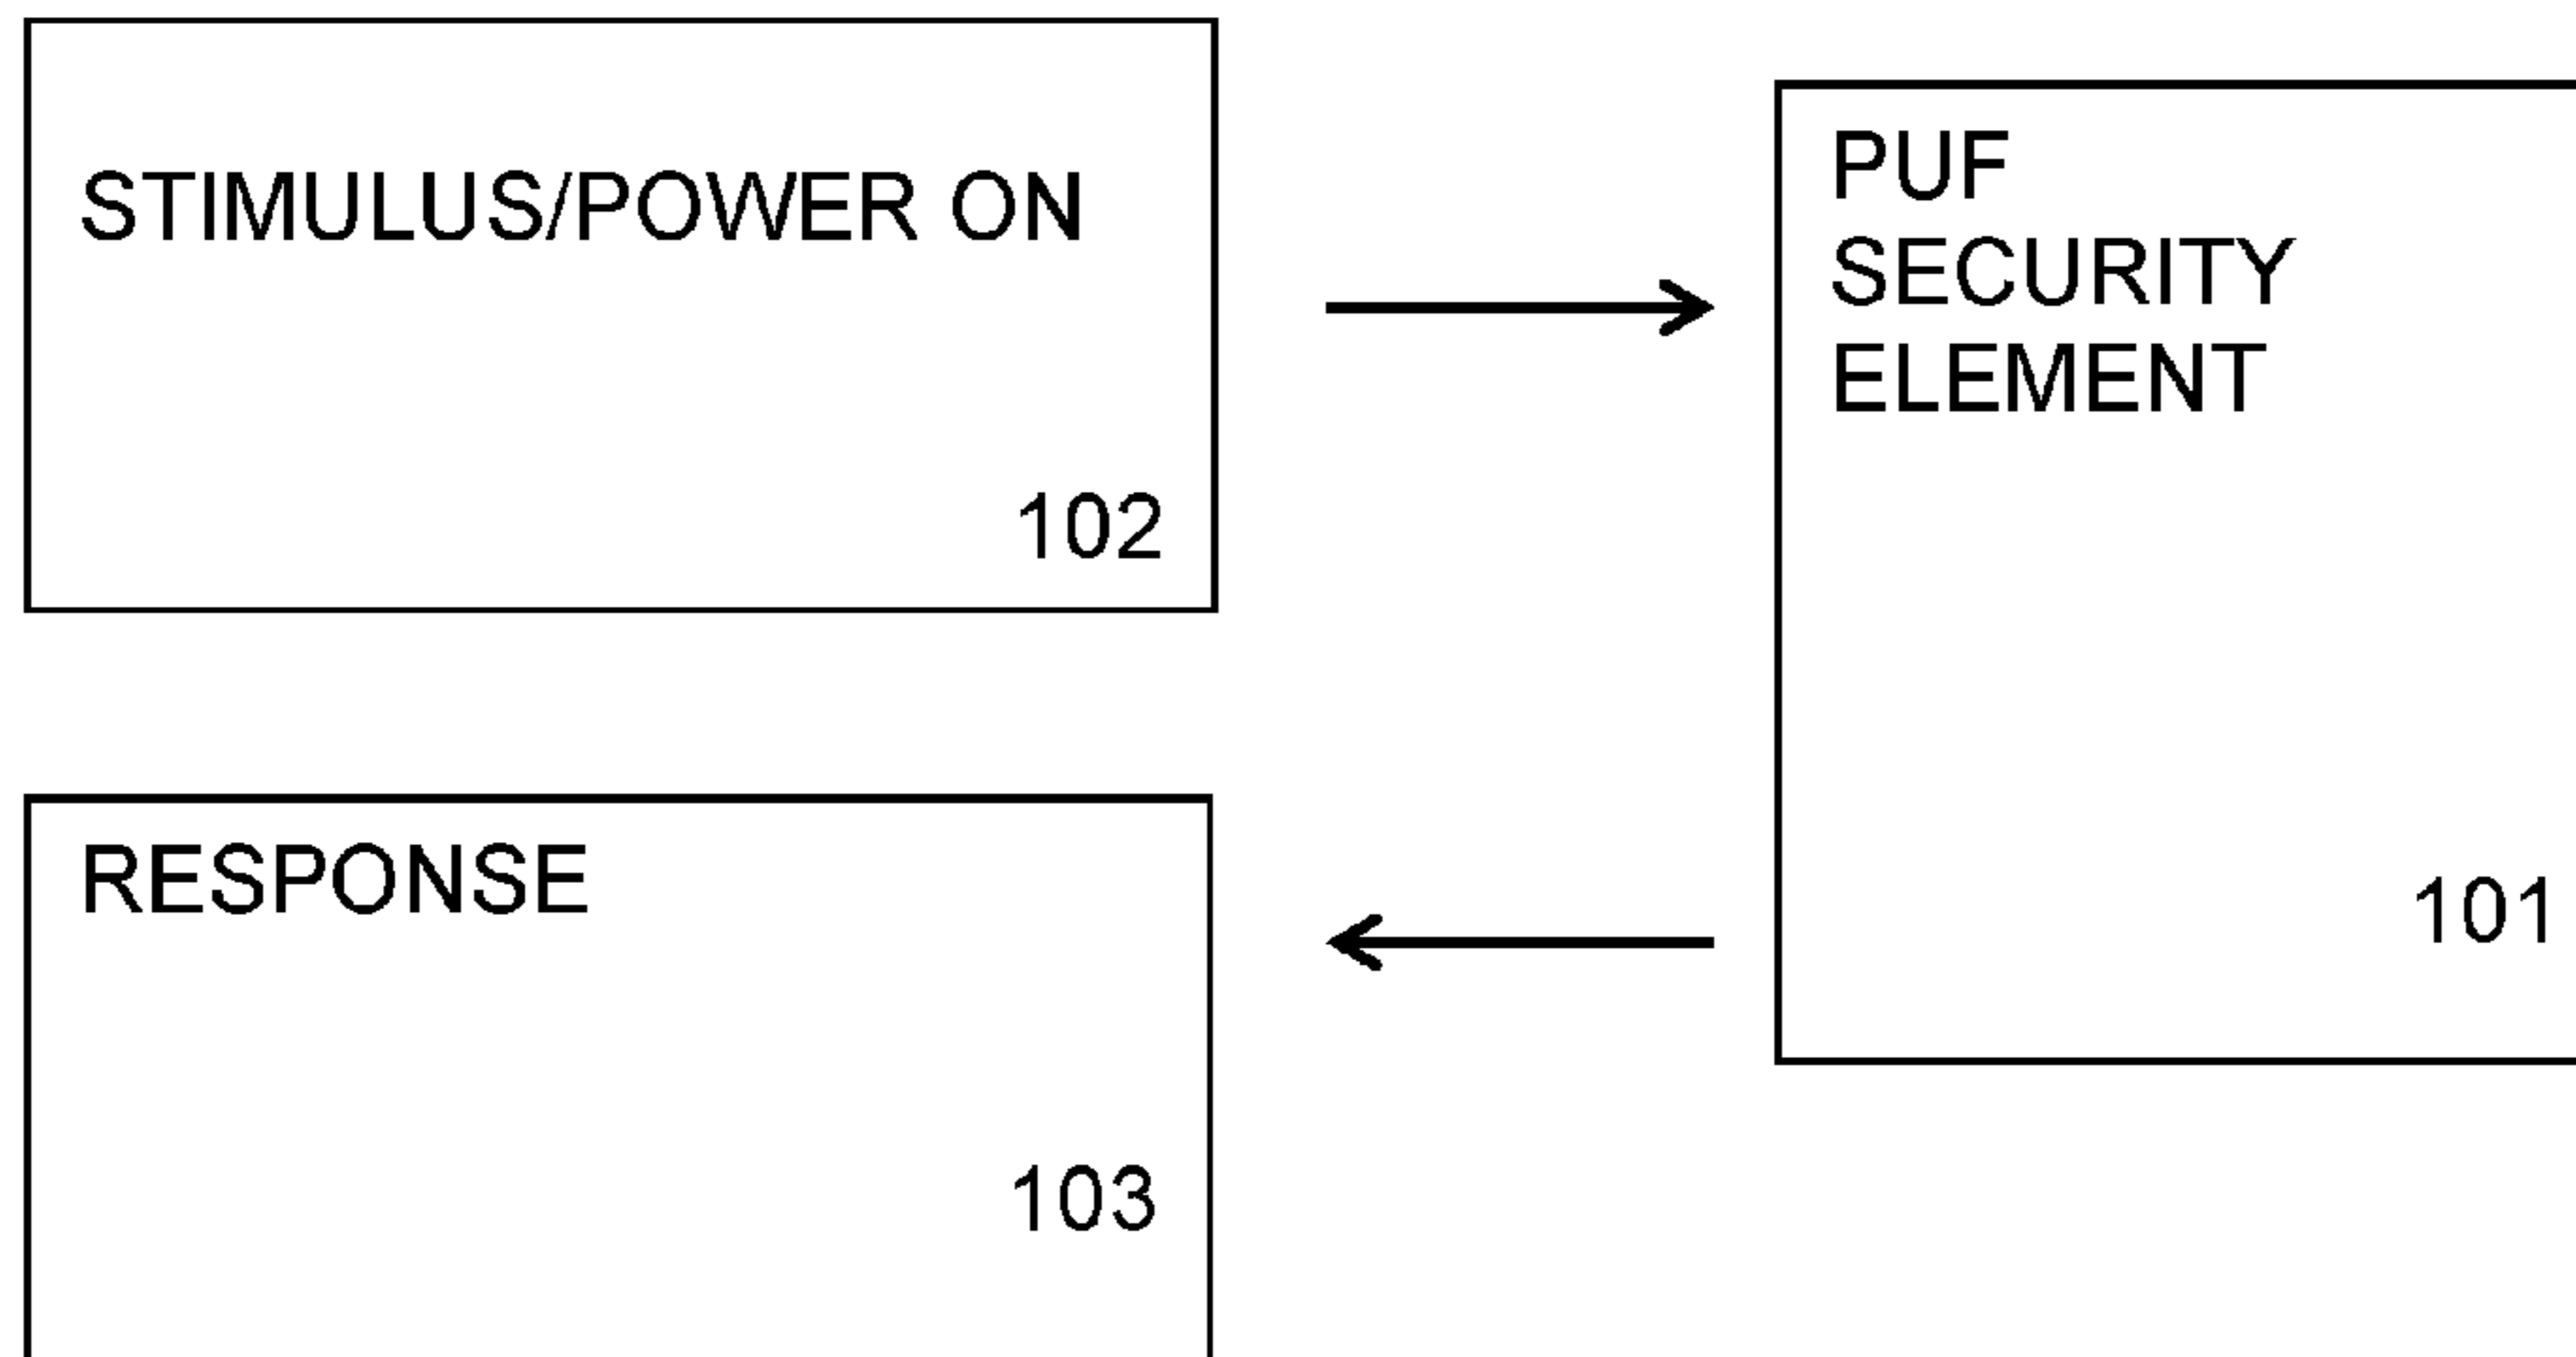 STIMULUS/POWER ON
102
PUF
SECURITY
ELEMENT
101
RESPONSE
103